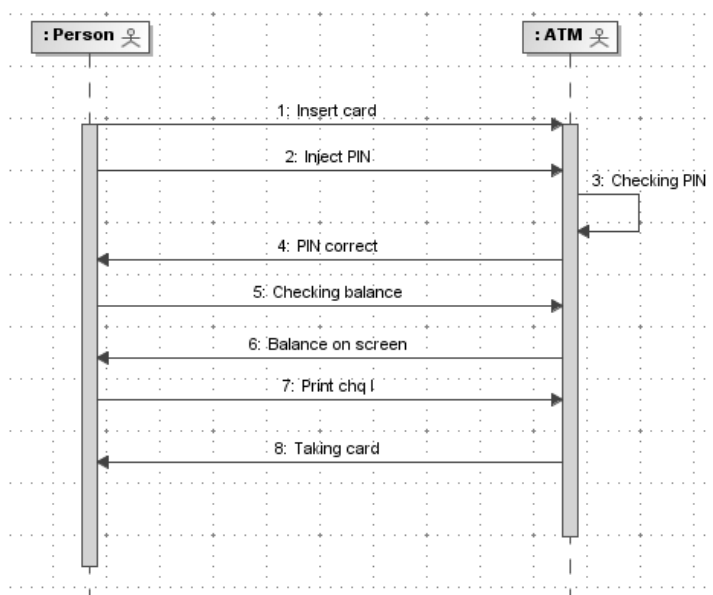 : Person
: ATM
1: Insert card
2: Inject PIN
3: Checking PIN
4: PIN correct
5: Checking balance
6: Balance on screen
7: Print chq l
8: Taking card